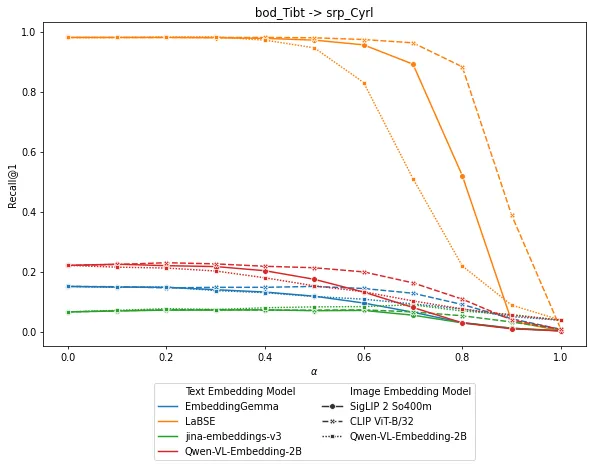 bod_Tibt -> srp_Cyrl
Recall@1
1.0
0.8
0.6
0.4
0.2
0.0
0.0 0.2 0.4 0.6 0.8 1.0
α
Text Embedding Model Image Embedding Model
EmbeddingGemma SigLIP 2 So400m
LaBSE CLIP ViT-B/32
jina-embeddings-v3 Qwen-VL-Embedding-2B
Qwen-VL-Embedding-2B